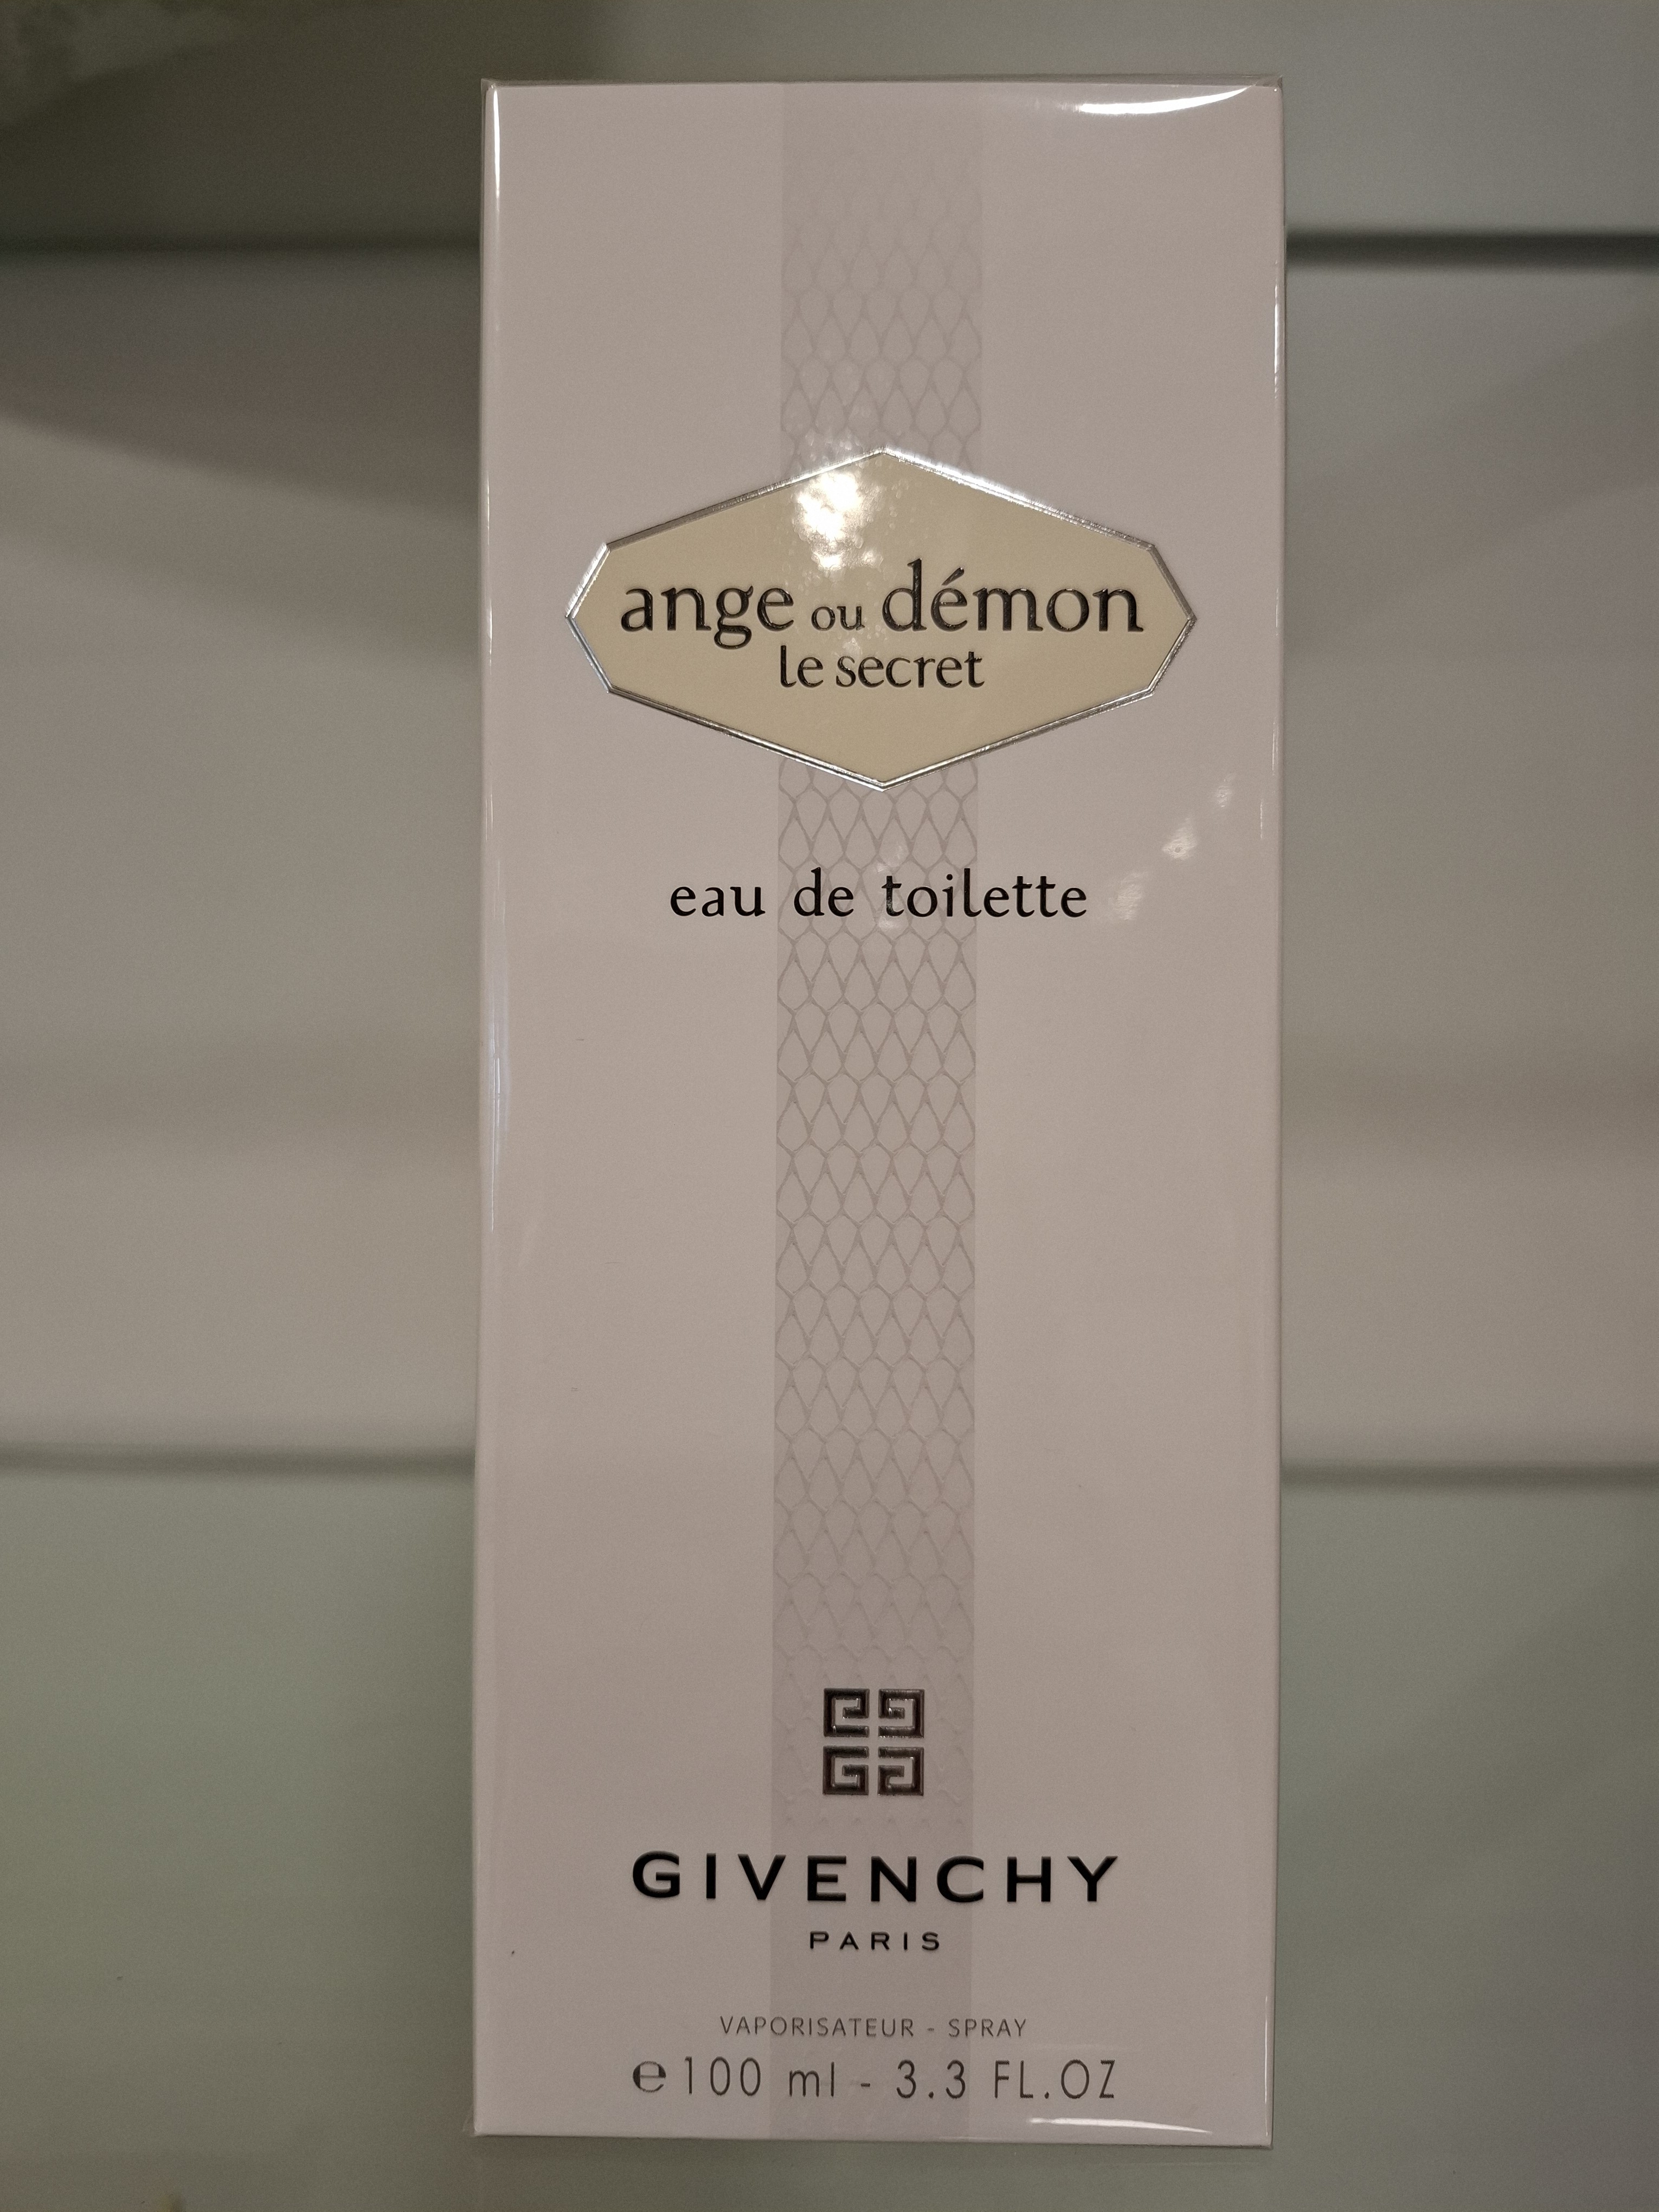 ange ou démon
le secret
eau de toilette
GIVENCHY
PARIS
VAPORISATEUR - SPRAY
℮100 ml - 3.3 FL.OZ